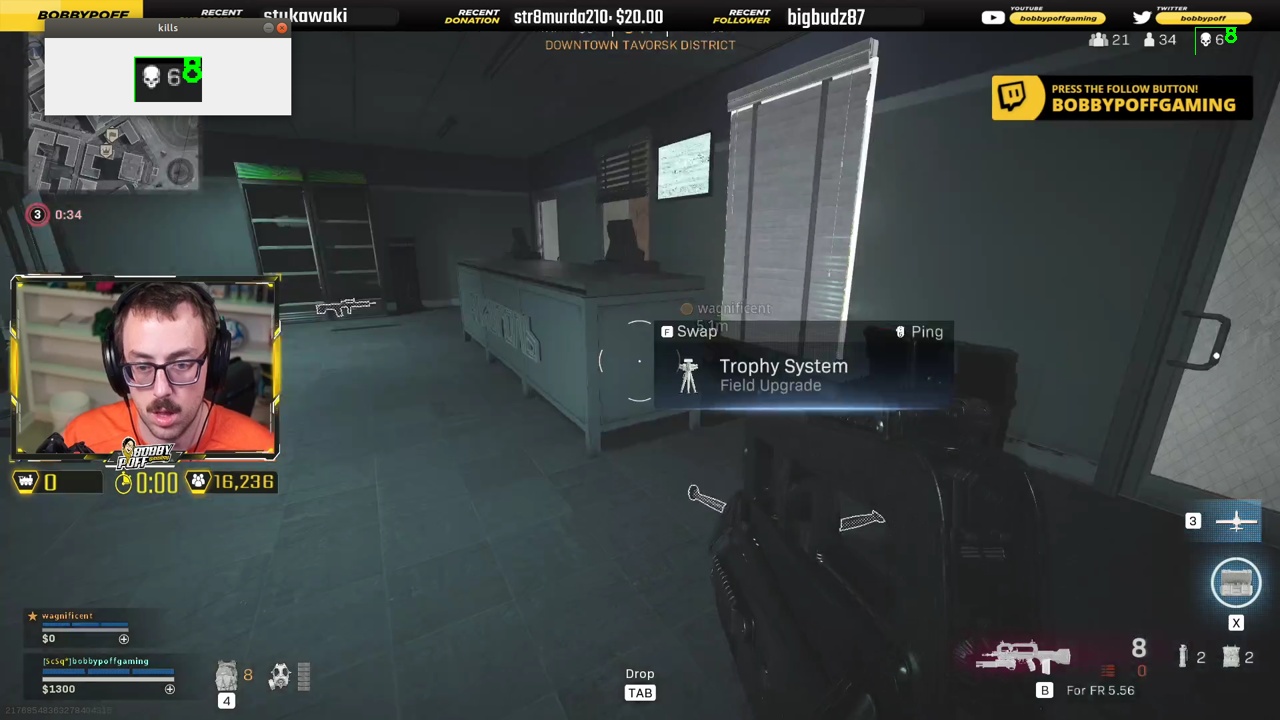 BOBBYPOFF
RECENT
stukawaki
RECENT
DONATION
str8murda210: $20.00
RECENT
FOLLOWER
bigbudz87
YOUTUBE
bobbypoffgaming
TWITTER
bobbypoff
kills
6 8
DOWNTOWN TAVORSK DISTRICT
21
34
6 8
PRESS THE FOLLOW BUTTON!
BOBBYPOFFGAMING
3 0:34
wagnificent
F Swap
Ping
Trophy System
Field Upgrade
BOBBY
POFF
0
0:00
16,236
3
X
wagnificent
$0
[ScSq*]bobbypoffgaming
$1300
8
4
Drop
TAB
8
0
2
2
B For FR 5.56